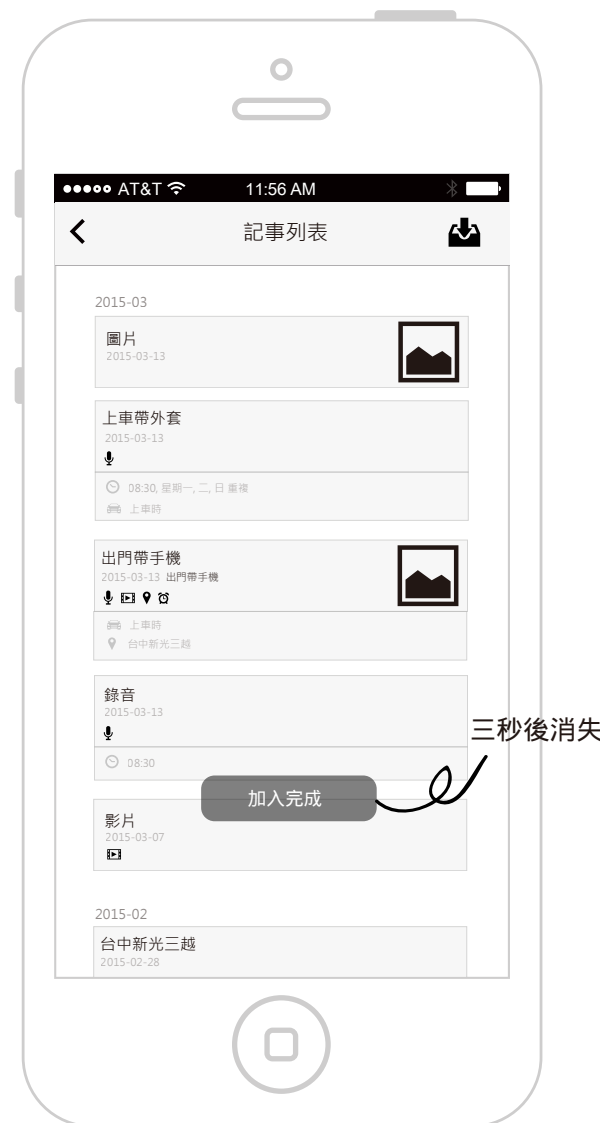 AT&T 11:56 AM
記事列表
2015-03
圖片
2015-03-13
上車帶外套
2015-03-13
08:30, 星期一, 二, 日 重複
上車時
出門帶手機
2015-03-13 出門帶手機
上車時
台中新光三越
錄音
2015-03-13
三秒後消失
08:30
加入完成
影片
2015-03-07
2015-02
台中新光三越
2015-02-28